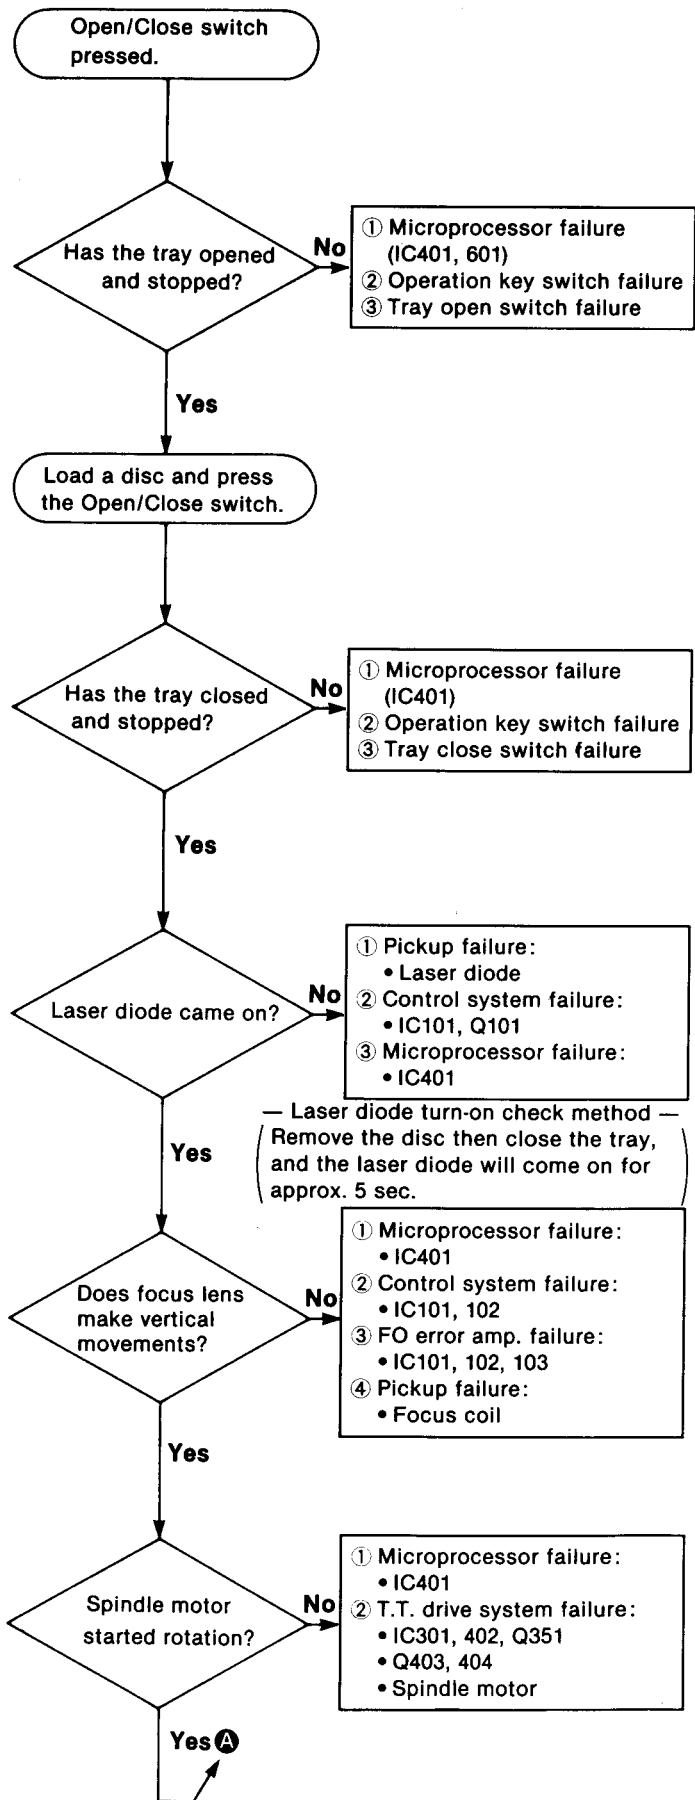 Open/Close switch
pressed.
Has the tray opened
and stopped?
No
① Microprocessor failure
(IC401, 601)
② Operation key switch failure
③ Tray open switch failure
Yes
Load a disc and press
the Open/Close switch.
Has the tray closed
and stopped?
No
① Microprocessor failure
(IC401)
② Operation key switch failure
③ Tray close switch failure
Yes
Laser diode came on?
No
① Pickup failure:
• Laser diode
② Control system failure:
• IC101, Q101
③ Microprocessor failure:
• IC401
— Laser diode turn-on check method —
Remove the disc then close the tray,
and the laser diode will come on for
approx. 5 sec.
Yes
Does focus lens
make vertical
movements?
No
① Microprocessor failure:
• IC401
② Control system failure:
• IC101, 102
③ FO error amp. failure:
• IC101, 102, 103
④ Pickup failure:
• Focus coil
Yes
Spindle motor
started rotation?
No
① Microprocessor failure:
• IC401
② T.T. drive system failure:
• IC301, 402, Q351
• Q403, 404
• Spindle motor
Yes A